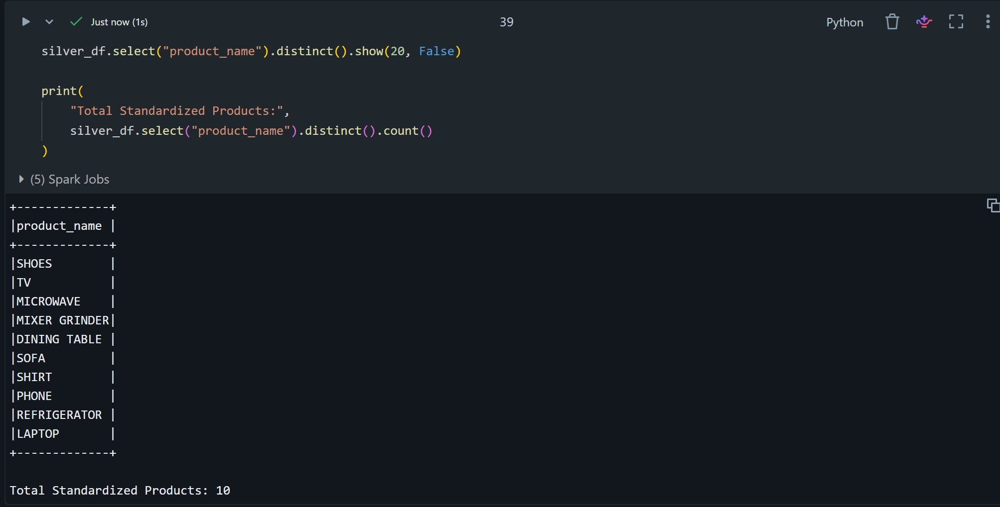 Just now (1s)
39
Python
silver_df.select("product_name").distinct().show(20, False)
print(
"Total Standardized Products:",
silver_df.select("product_name").distinct().count()
)
(5) Spark Jobs
+-------------+
|product_name |
+-------------+
|SHOES        |
|TV           |
|MICROWAVE    |
|MIXER GRINDER|
|DINING TABLE |
|SOFA         |
|SHIRT        |
|PHONE        |
|REFRIGERATOR |
|LAPTOP       |
+-------------+
Total Standardized Products: 10